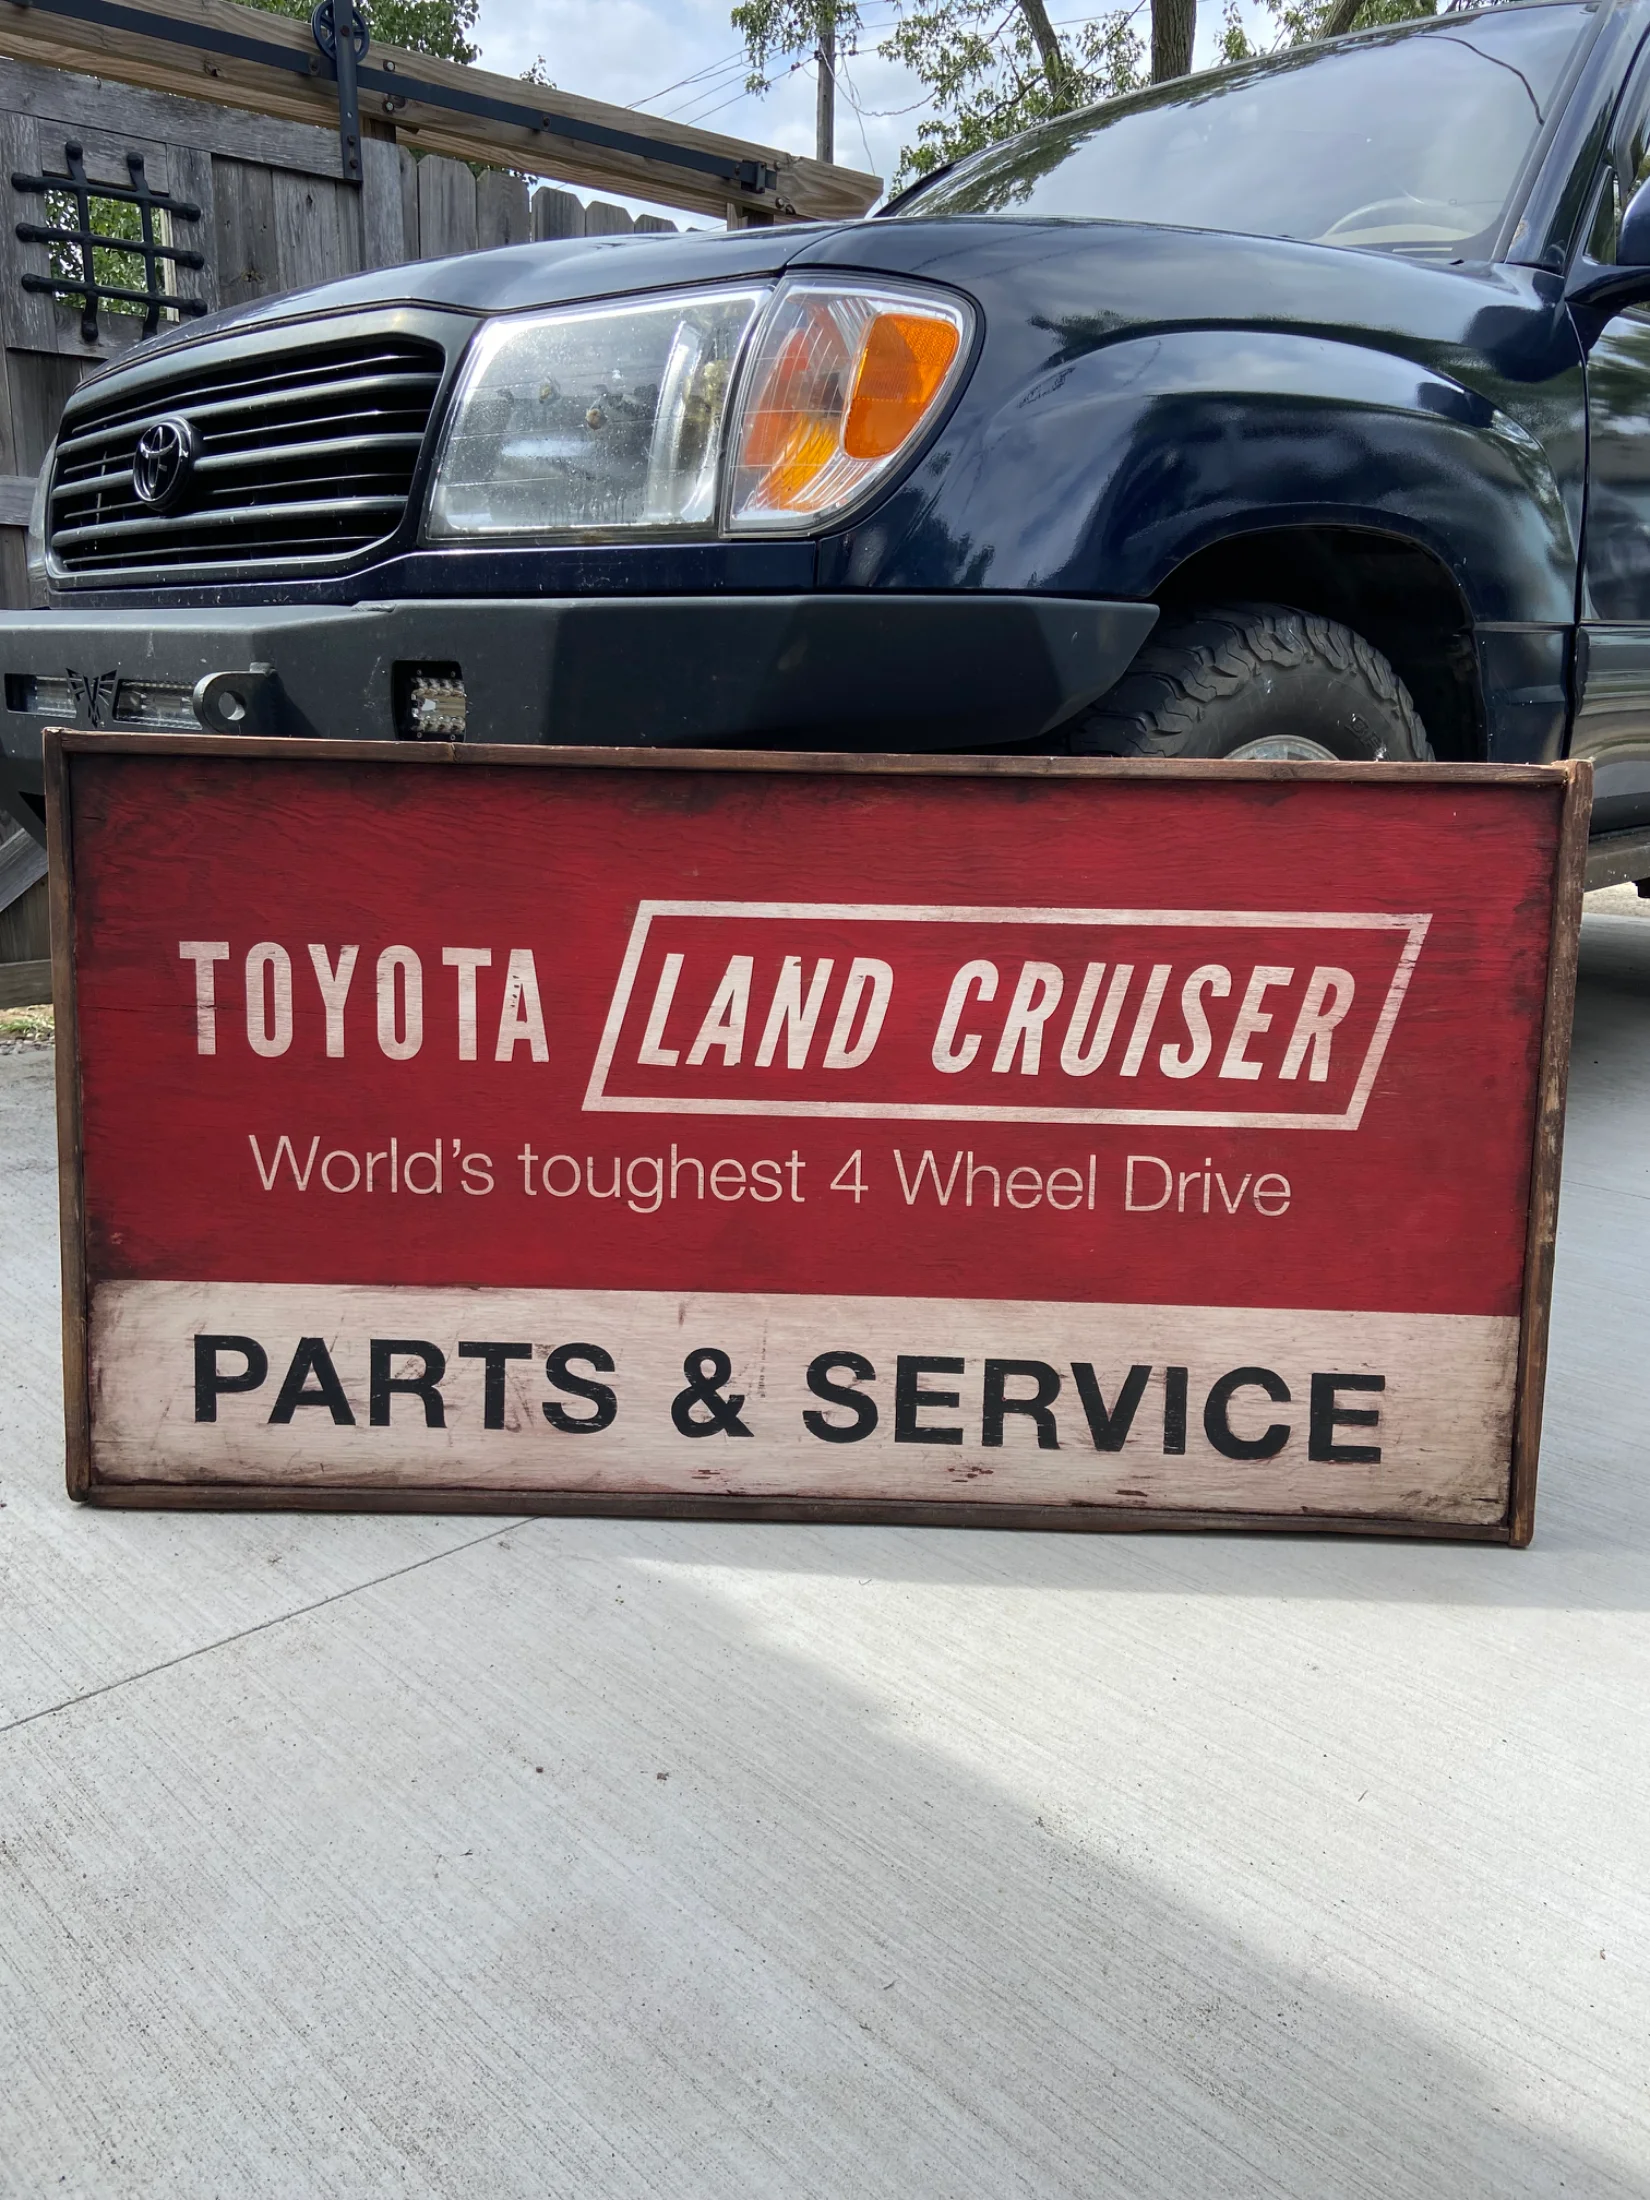 TOYOTA LAND CRUISER
World's toughest 4 Wheel Drive
PARTS & SERVICE